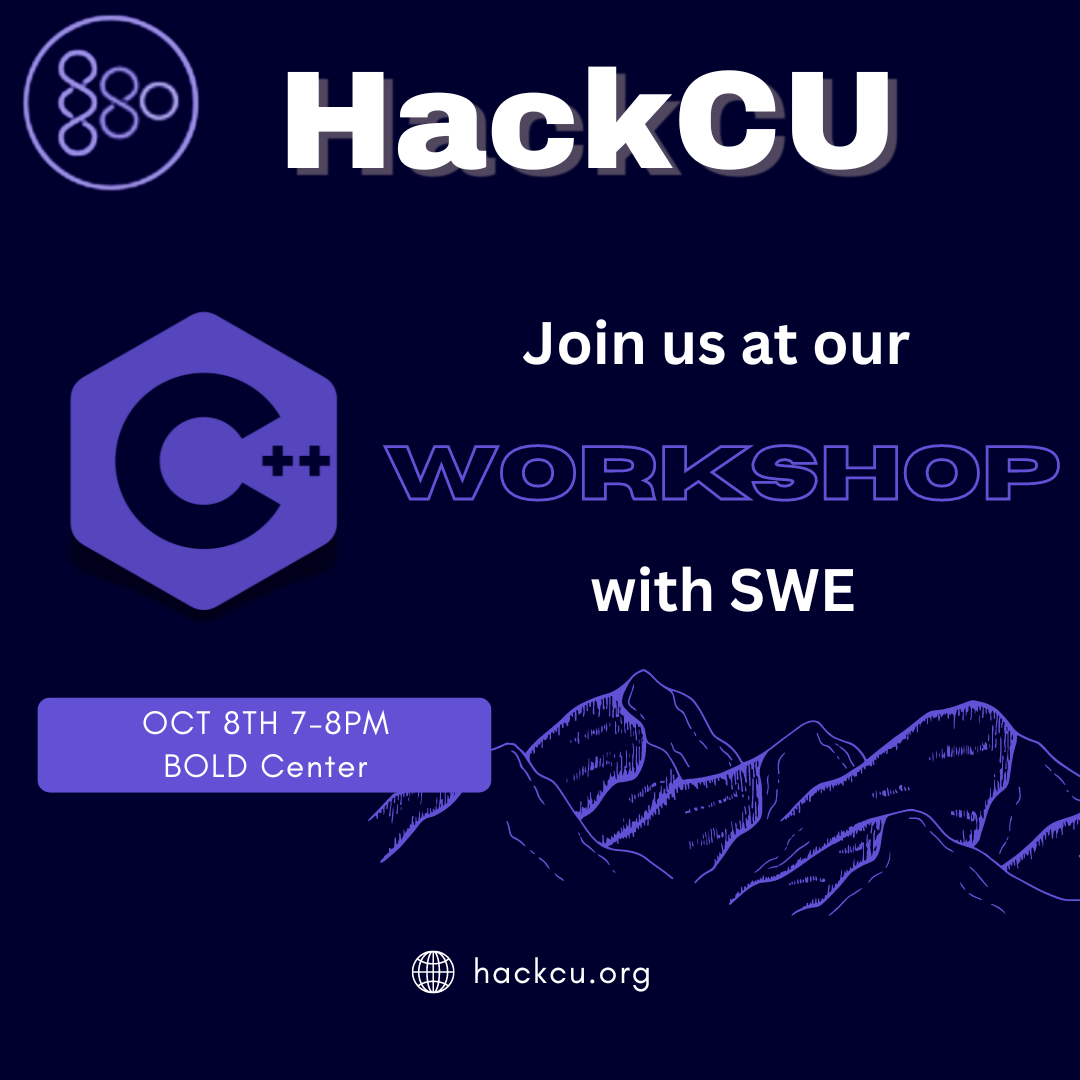 HackCU
C++
Join us at our
WORKSHOP
with SWE
OCT 8TH 7-8PM
BOLD Center
hackcu.org